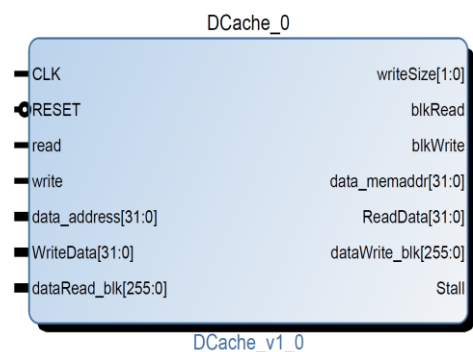 DCache_0
CLK
RESET
read
write
data_address[31:0]
WriteData[31:0]
dataRead_blk[255:0]
writeSize[1:0]
blkRead
blkWrite
data_memaddr[31:0]
ReadData[31:0]
dataWrite_blk[255:0]
Stall
DCache_v1_0